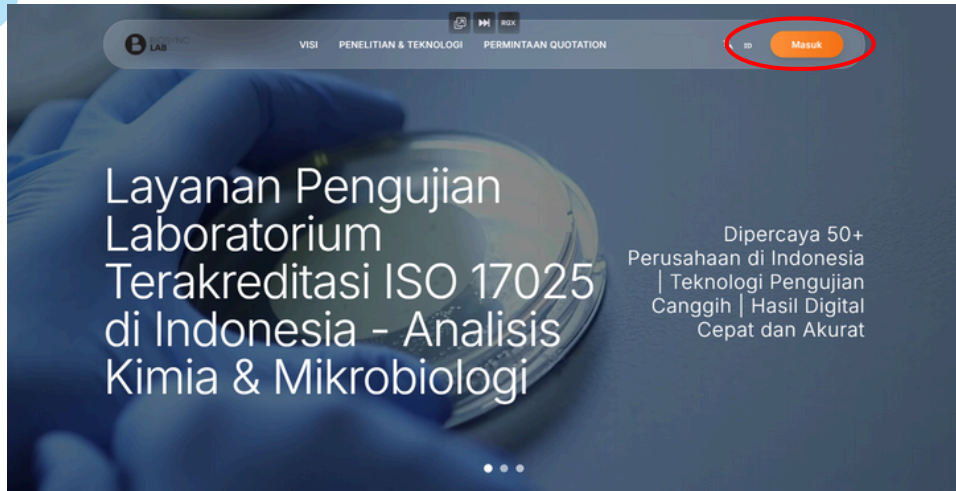 BIOSYNC
LAB
RGX
VISI
PENELITIAN & TEKNOLOGI
PERMINTAAN QUOTATION
ID
Masuk
Layanan Pengujian
Laboratorium
Terakreditasi ISO 17025
di Indonesia - Analisis
Kimia & Mikrobiologi
Dipercaya 50+
Perusahaan di Indonesia
| Teknologi Pengujian
Canggih | Hasil Digital
Cepat dan Akurat